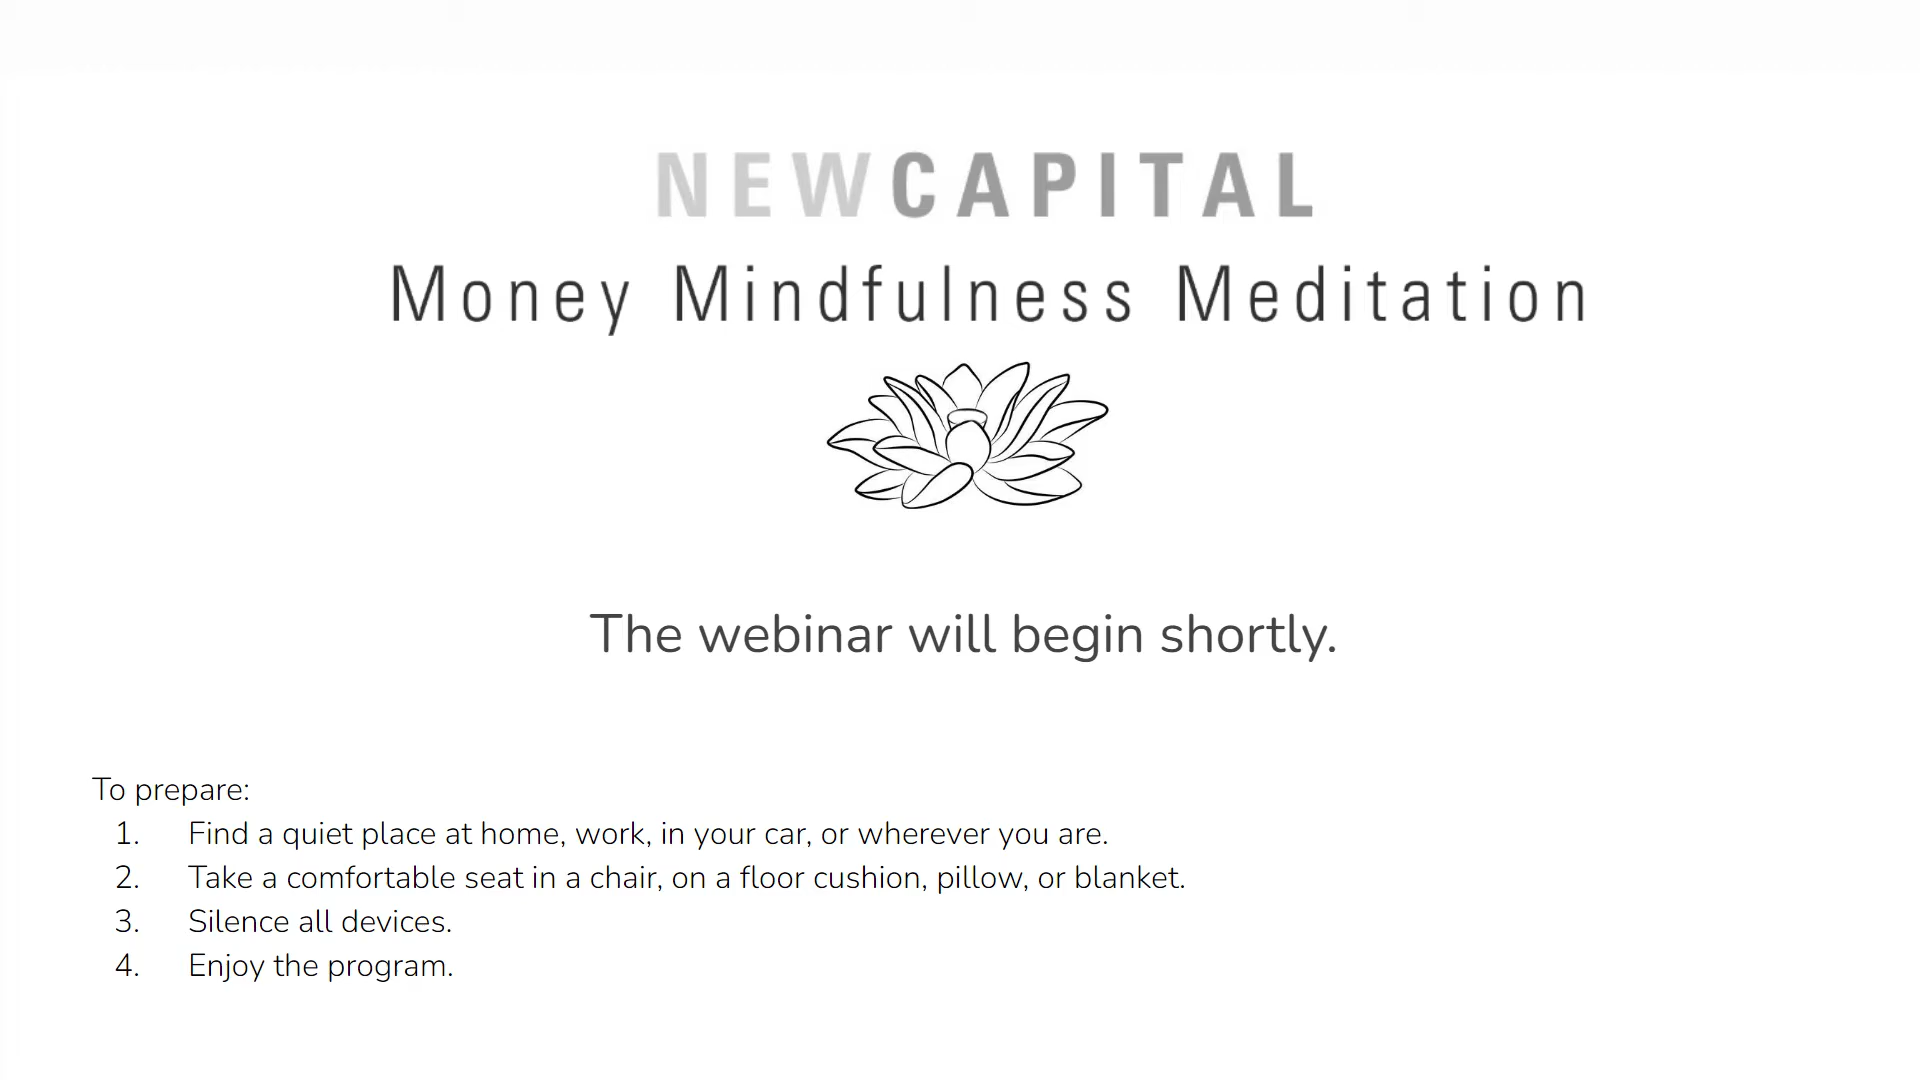 NEWCAPITAL
Money Mindfulness Meditation
The webinar will begin shortly.
To prepare:
1. Find a quiet place at home, work, in your car, or wherever you are.
2. Take a comfortable seat in a chair, on a floor cushion, pillow, or blanket.
3. Silence all devices.
4. Enjoy the program.